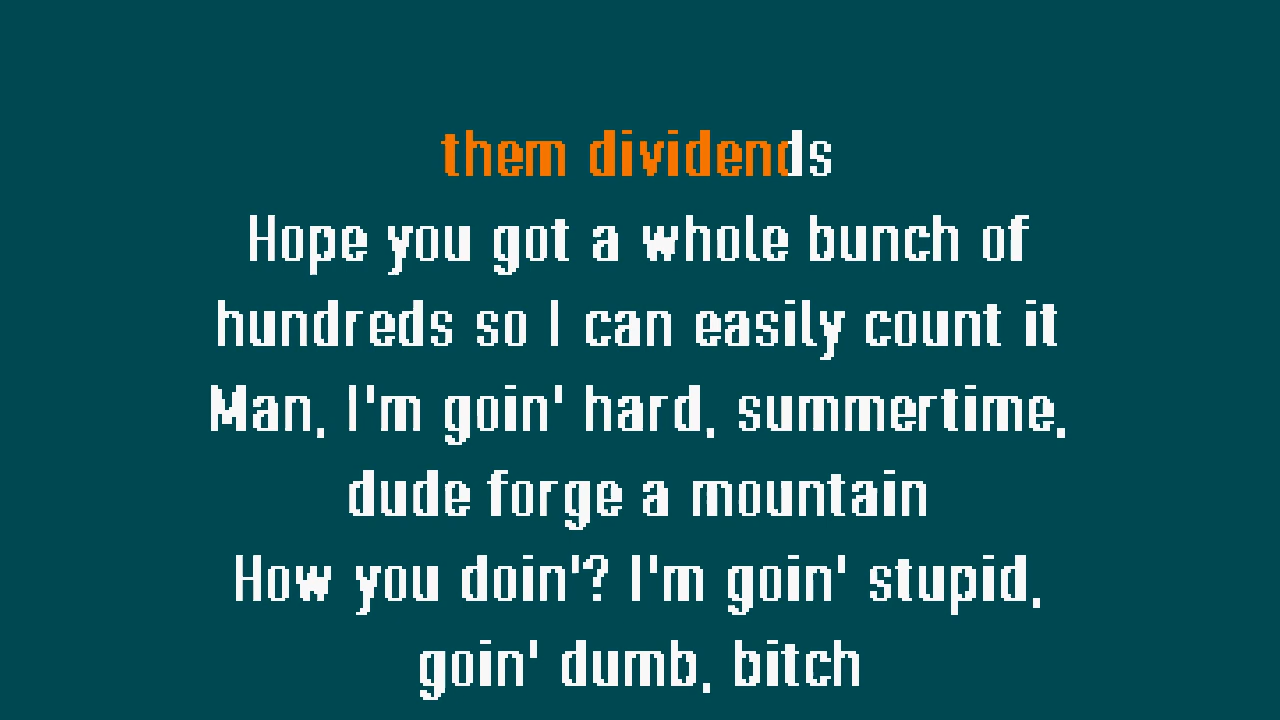 them dividends
Hope you got a whole bunch of
hundreds so I can easily count it
Man, I'm goin' hard, summertime,
dude forge a mountain
How you doin'? I'm goin' stupid,
goin' dumb, bitch